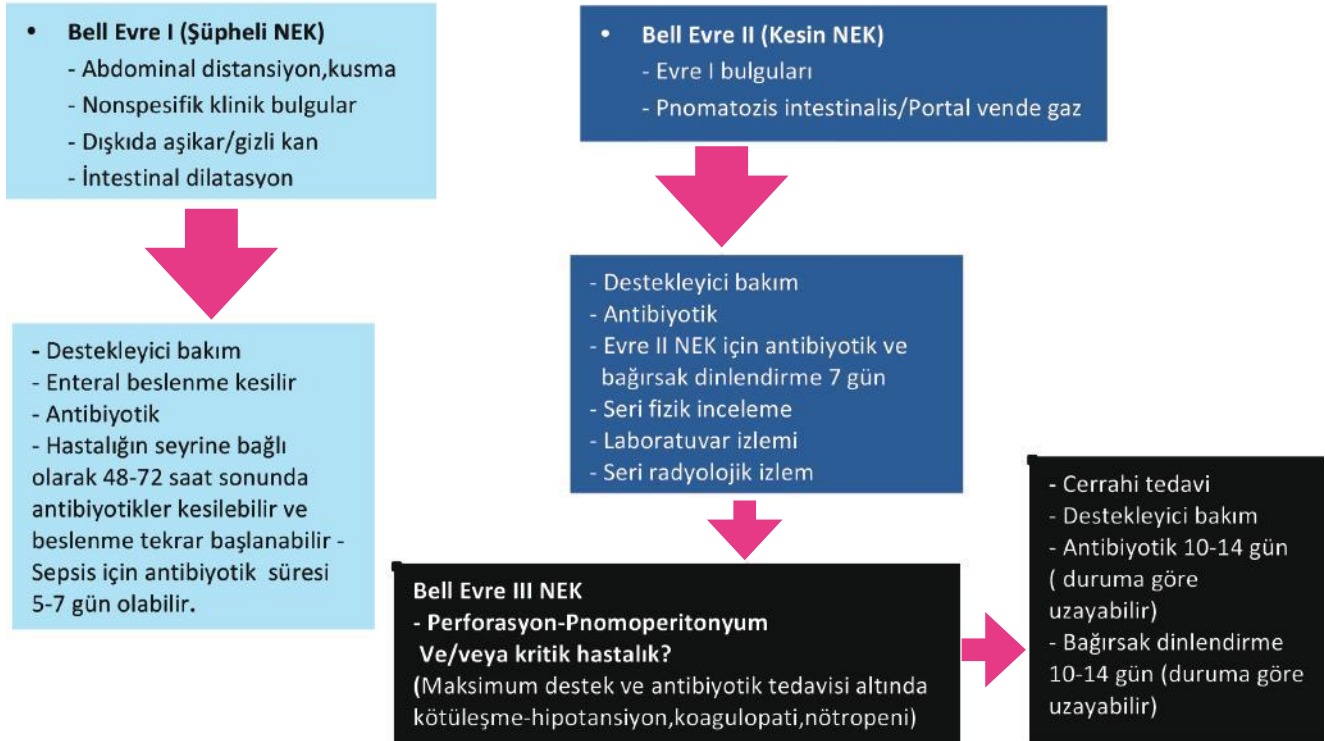 • Bell Evre I (Şüpheli NEK)
- Abdominal distansiyon,kusma
- Nonspesifik klinik bulgular
- Dışkıda aşikar/gizli kan
- İntestinal dilatasyon
• Bell Evre II (Kesin NEK)
- Evre I bulguları
- Pnomatozis intestinalis/Portal vende gaz
- Destekleyici bakım
- Enteral beslenme kesilir
- Antibiyotik
- Hastalığın seyrine bağlı
olarak 48-72 saat sonunda
antibiyotikler kesilebilir ve
beslenme tekrar başlanabilir -
Sepsis için antibiyotik süresi
5-7 gün olabilir.
- Destekleyici bakım
- Antibiyotik
- Evre II NEK için antibiyotik ve
bağırsak dinlendirme 7 gün
- Seri fizik inceleme
- Laboratuvar izlemi
- Seri radyolojik izlem
Bell Evre III NEK
- Perforasyon-Pnomoperitonyum
Ve/veya kritik hastalık?
(Maksimum destek ve antibiyotik tedavisi altında
kötüleşme-hipotansiyon,koagulopati,nötropeni)
- Cerrahi tedavi
- Destekleyici bakım
- Antibiyotik 10-14 gün
( duruma göre
uzayabilir)
- Bağırsak dinlendirme
10-14 gün (duruma göre
uzayabilir)